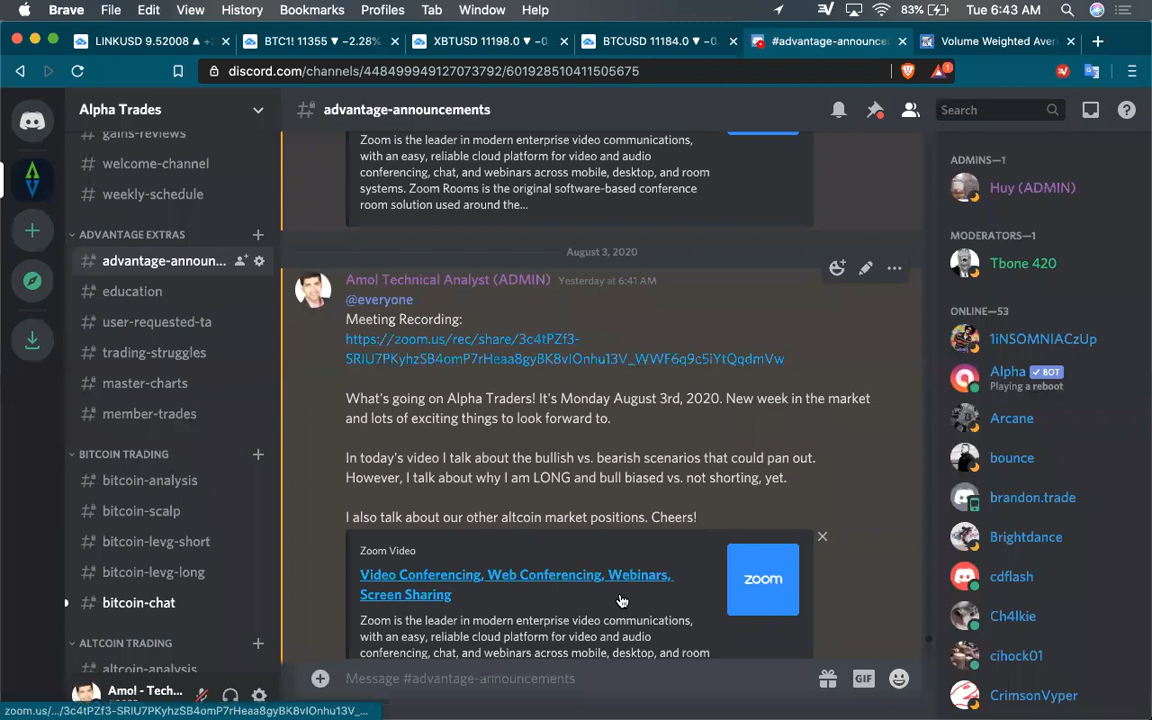 Brave File Edit View History Bookmarks Profiles Tab Window Help 83% Tue 6:43 AM
LINKUSD 9.52008 BTC1! 11355 ▼ −2.28% XBTUSD 11198.0 ▼ BTCUSD 11184.0 ▼ #advantage-announce Volume Weighted Aver
discord.com/channels/448499949127073792/601928510411505675
1
Alpha Trades
gains-reviews
# welcome-channel
# weekly-schedule
ADVANTAGE EXTRAS
# advantage-announ...
# education
# user-requested-ta
# trading-struggles
# master-charts
# member-trades
BITCOIN TRADING
# bitcoin-analysis
# bitcoin-scalp
# bitcoin-levg-short
# bitcoin-levg-long
# bitcoin-chat
ALTCOIN TRADING
altcoin-analysis
Amol - Tech...
zoom.us/.../3c4tPZf3-SRIU7PKyhzSB4omP7rHeaa8gyBK8vIOnhu13V_...
advantage-announcements
Search
Zoom is the leader in modern enterprise video communications,
with an easy, reliable cloud platform for video and audio
conferencing, chat, and webinars across mobile, desktop, and room
systems. Zoom Rooms is the original software-based conference
room solution used around the...
August 3, 2020
Amol Technical Analyst (ADMIN) Yesterday at 6:41 AM
@everyone
Meeting Recording:
https://zoom.us/rec/share/3c4tPZf3-
SRIU7PKyhzSB4omP7rHeaa8gyBK8vIOnhu13V_WWF6q9c5iYtQqdmVw
What's going on Alpha Traders! It's Monday August 3rd, 2020. New week in the market
and lots of exciting things to look forward to.
In today's video I talk about the bullish vs. bearish scenarios that could pan out.
However, I talk about why I am LONG and bull biased vs. not shorting, yet.
I also talk about our other altcoin market positions. Cheers!
Zoom Video
Video Conferencing, Web Conferencing, Webinars,
Screen Sharing
zoom
Zoom is the leader in modern enterprise video communications,
with an easy, reliable cloud platform for video and audio
conferencing, chat, and webinars across mobile, desktop, and room
Message #advantage-announcements
GIF
ADMINS—1
Huy (ADMIN)
MODERATORS—1
Tbone 420
ONLINE—53
1iNSOMNIACzUp
Alpha BOT
Playing a reboot
Arcane
bounce
brandon.trade
Brightdance
cdflash
Ch4lkie
cihock01
CrimsonVyper